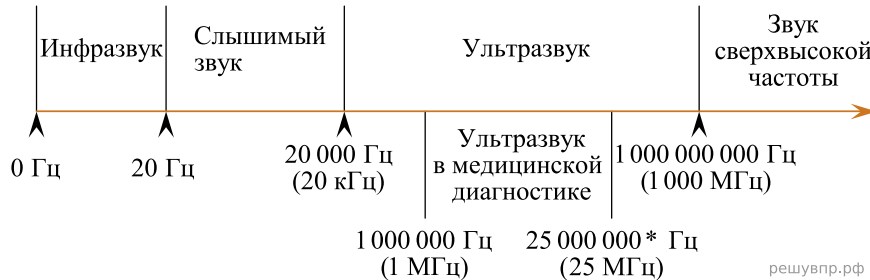 Инфразвук
Слышимый
звук
Ультразвук
Звук
сверхвысокой
частоты
0 Гц
20 Гц
20 000 Гц
(20 кГц)
Ультразвук
в медицинской
диагностике
1 000 000 000 Гц
(1 000 МГц)
1 000 000 Гц
(1 МГц)
25 000 000* Гц
(25 МГц)
решувпр.рф